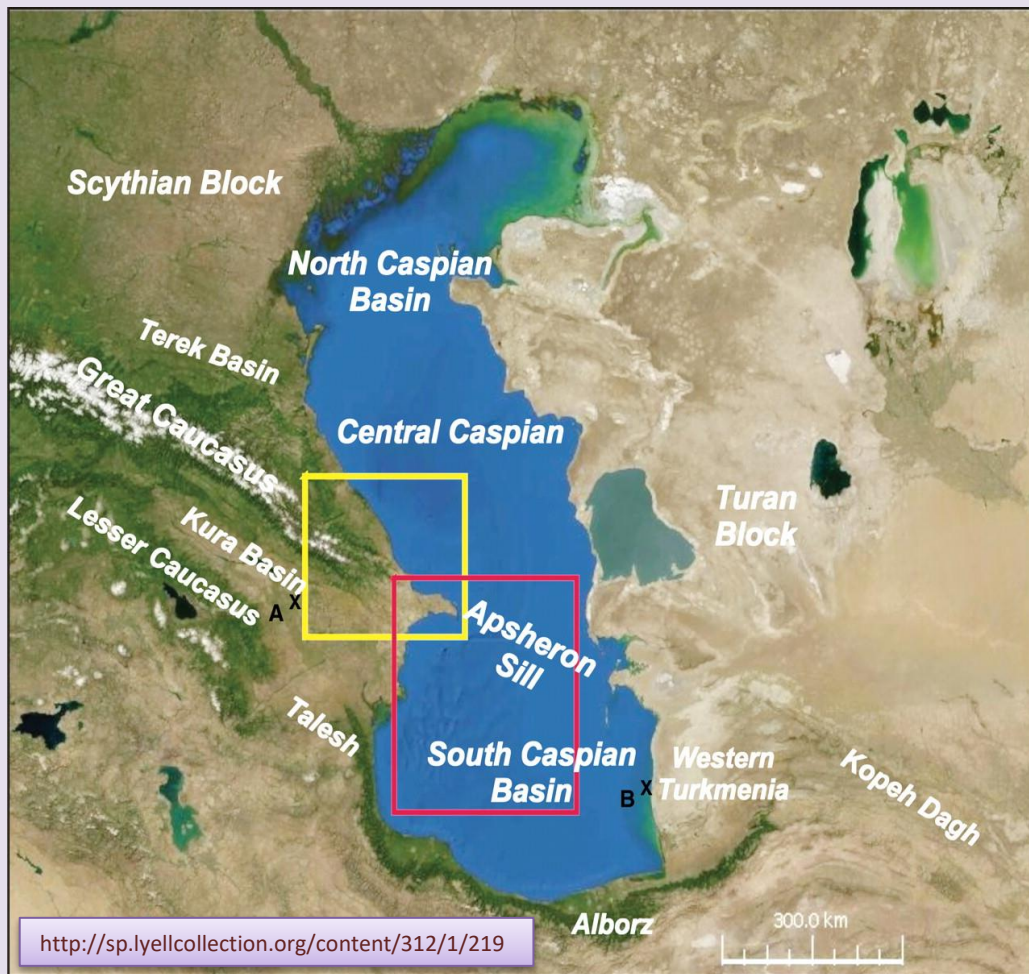 Scythian Block
North Caspian
Basin
Terek Basin
Great Caucasus
Central Caspian
Kura Basin
Lesser Caucasus
A X
Turan
Block
Apsheron
Sill
Talesh
South Caspian
Basin
B X
Western
Turkmenia
Kopeh Dagh
Alborz
300.0 km
http://sp.lyellcollection.org/content/312/1/219